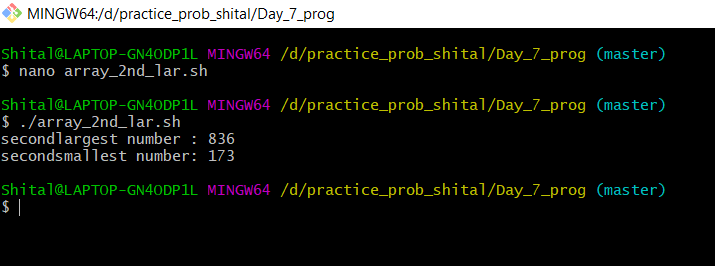 MINGW64:/d/practice_prob_shital/Day_7_prog
Shital@LAPTOP-GN4ODP1L MINGW64 /d/practice_prob_shital/Day_7_prog (master)
$ nano array_2nd_lar.sh
Shital@LAPTOP-GN4ODP1L MINGW64 /d/practice_prob_shital/Day_7_prog (master)
$ ./array_2nd_lar.sh
secondlargest number : 836
secondsmallest number: 173
Shital@LAPTOP-GN4ODP1L MINGW64 /d/practice_prob_shital/Day_7_prog (master)
$